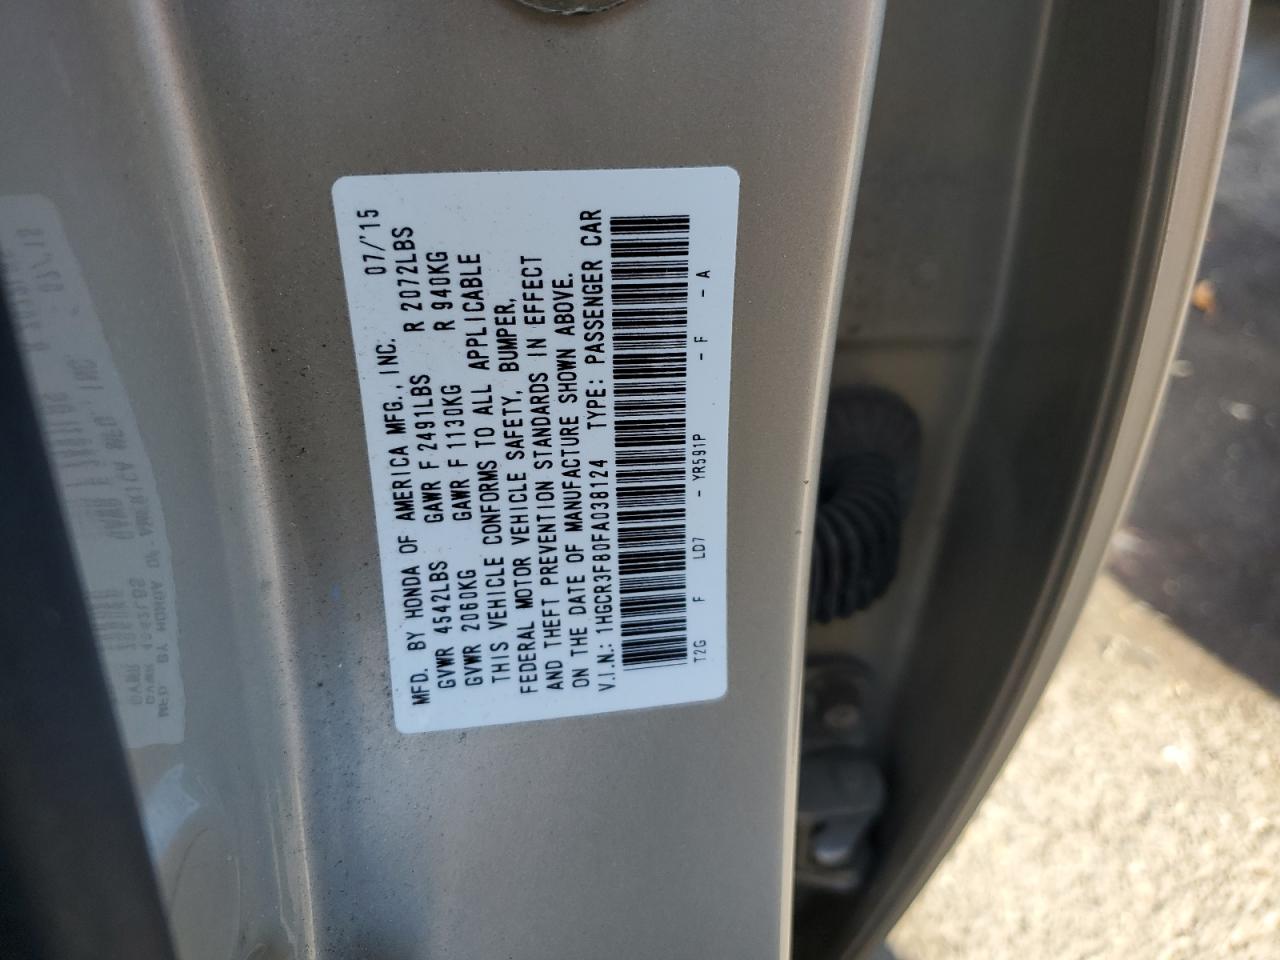 MFD. BY HONDA OF AMERICA MFG., INC. 07/'15
GVWR 4542LBS GAWR F 2491LBS R 2072LBS
GVWR 2060KG GAWR F 1130KG R 940KG
THIS VEHICLE CONFORMS TO ALL APPLICABLE
FEDERAL MOTOR VEHICLE SAFETY, BUMPER,
AND THEFT PREVENTION STANDARDS IN EFFECT
ON THE DATE OF MANUFACTURE SHOWN ABOVE.
V.I.N.: 1HGCR3F80FA038124 TYPE: PASSENGER CAR
T2G F LD7 - YR591P - F - A